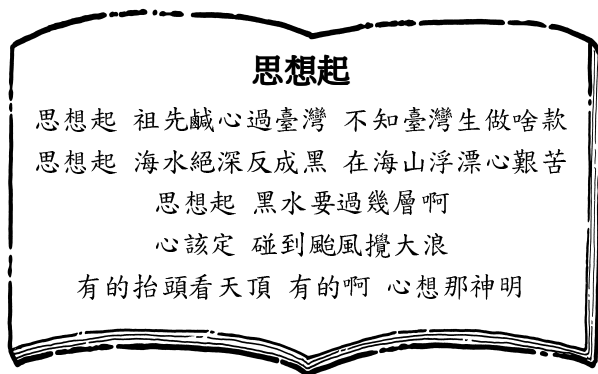 思想起
思想起 祖先鹹心過臺灣 不知臺灣生做啥款
思想起 海水絕深反成黑 在海山浮漂心艱苦
思想起 黑水要過幾層啊
心該定 碰到颱風攪大浪
有的抬頭看天頂 有的啊 心想那神明